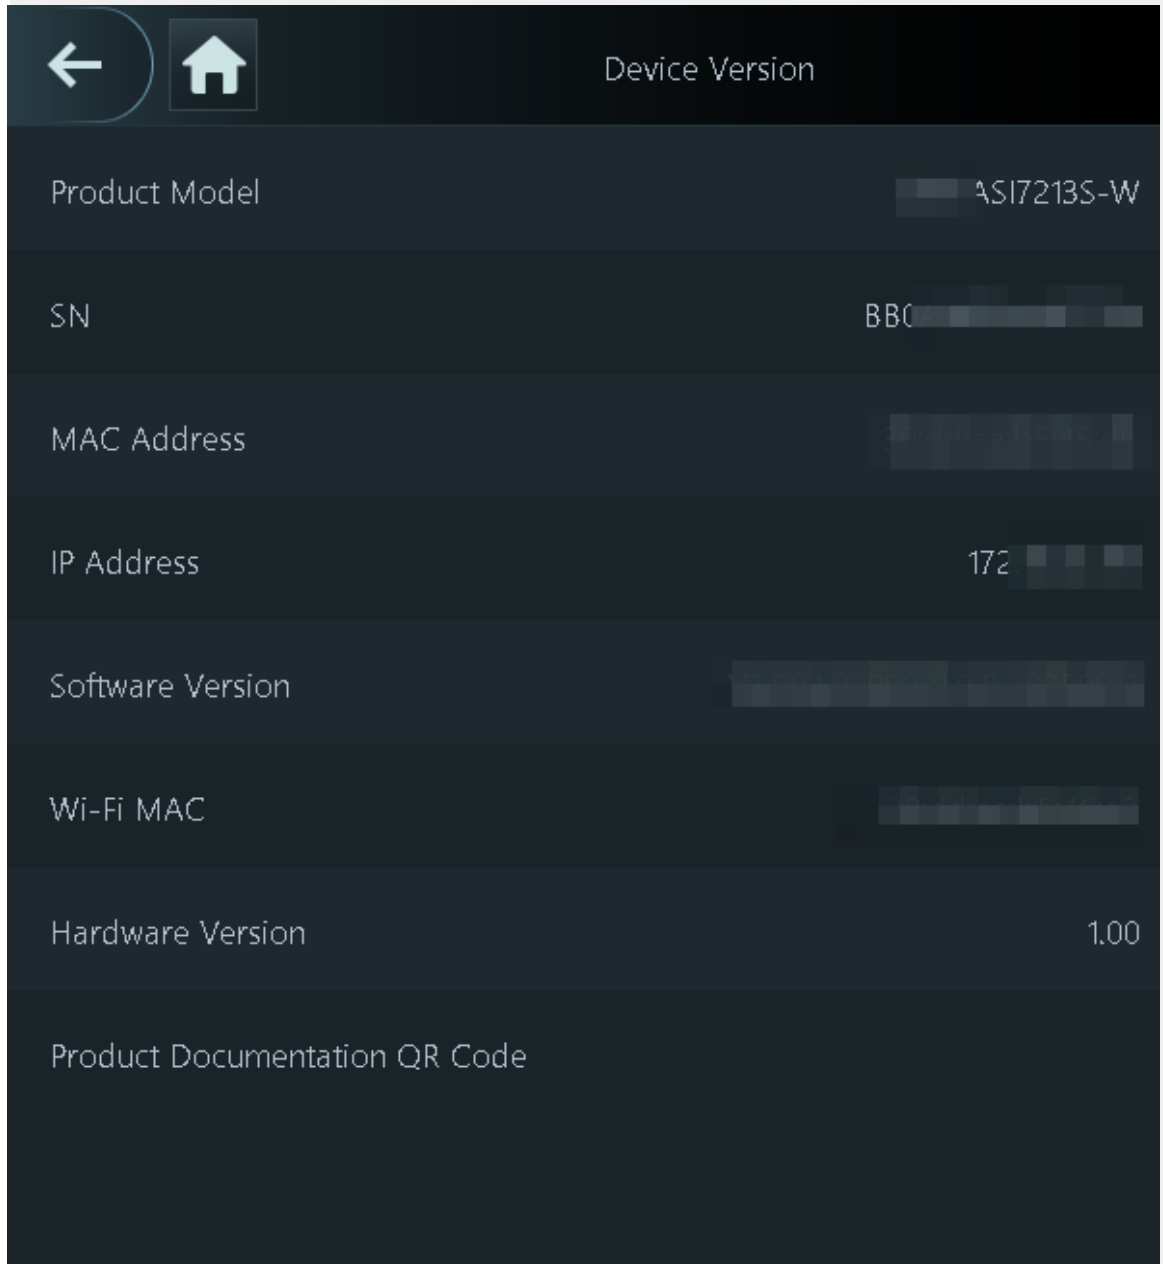 Device Version
Product Model ASI7213S-W
SN BB0
MAC Address
IP Address 172
Software Version
Wi-Fi MAC
Hardware Version 1.00
Product Documentation QR Code